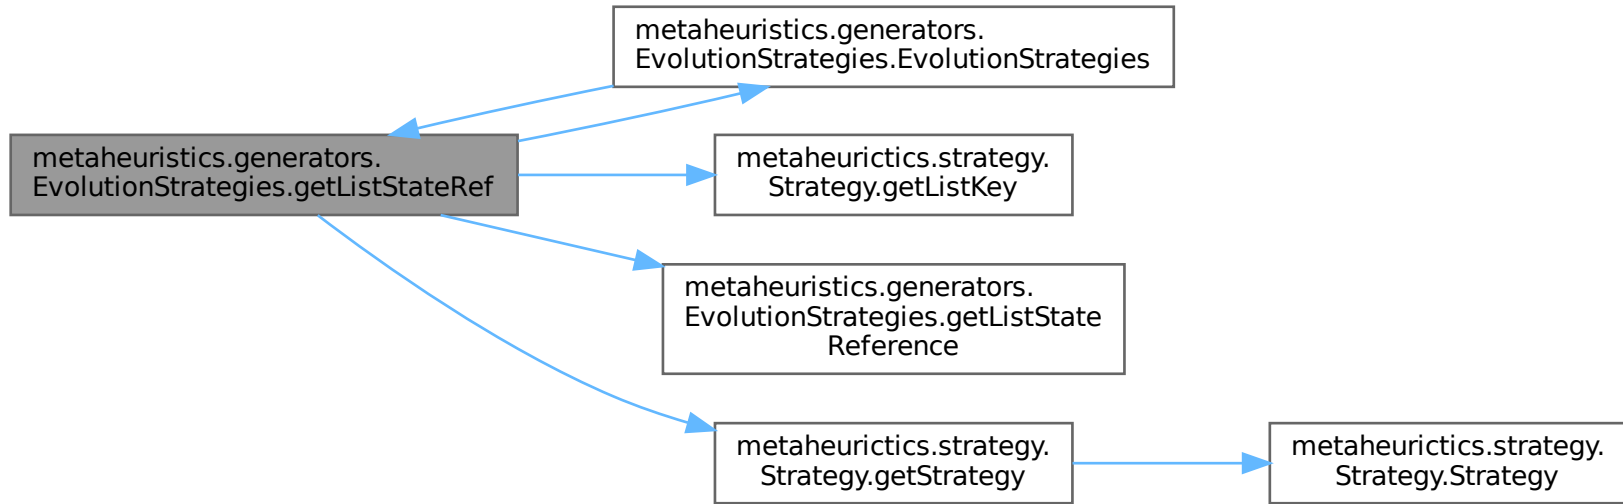 metaheuristics.generators.
EvolutionStrategies.EvolutionStrategies
metaheuristics.generators.
EvolutionStrategies.getListStateRef
metaheurictics.strategy.
Strategy.getListKey
metaheuristics.generators.
EvolutionStrategies.getListState
Reference
metaheurictics.strategy.
Strategy.getStrategy
metaheurictics.strategy.
Strategy.Strategy